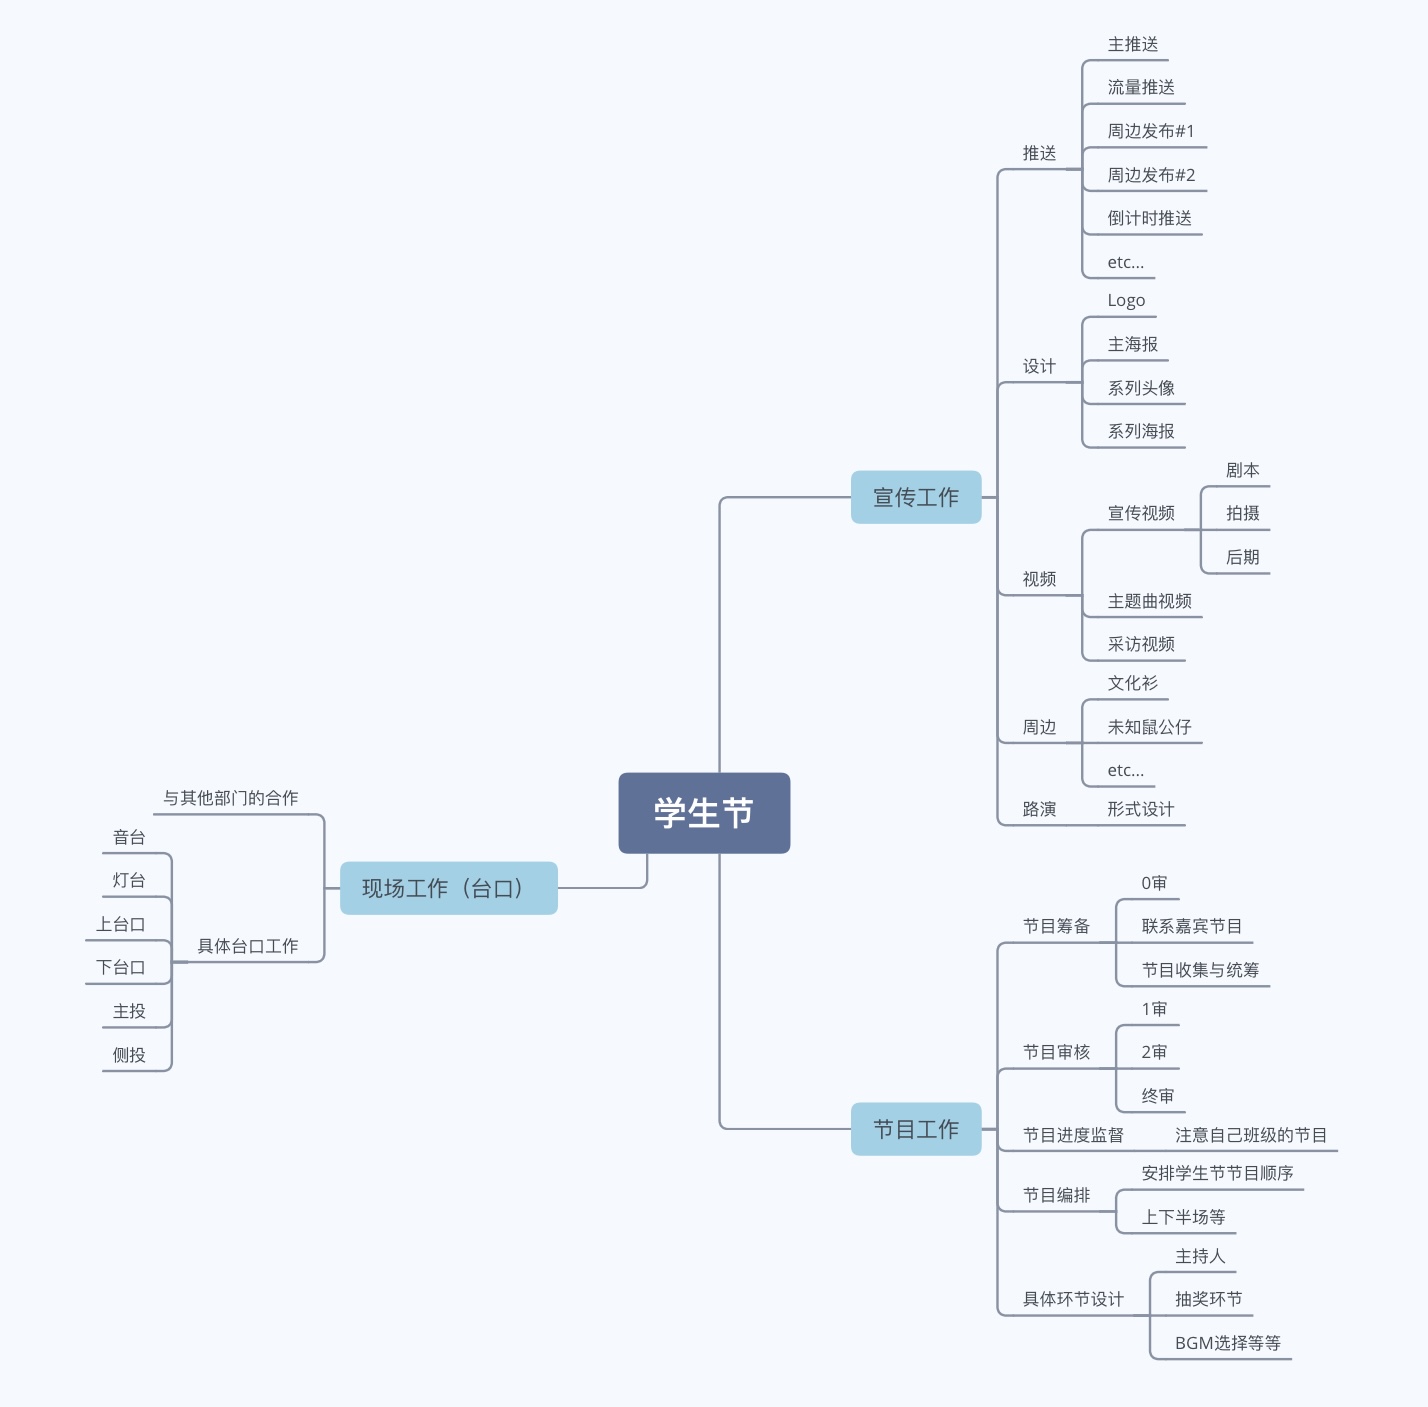 学生节
宣传工作
推送
主推送
流量推送
周边发布#1
周边发布#2
倒计时推送
etc...
设计
Logo
主海报
系列头像
系列海报
视频
宣传视频
剧本
拍摄
后期
主题曲视频
采访视频
周边
文化衫
未知鼠公仔
etc...
路演
形式设计
节目工作
节目筹备
0审
联系嘉宾节目
节目收集与统筹
节目审核
1审
2审
终审
节目进度监督
注意自己班级的节目
节目编排
安排学生节节目顺序
上下半场等
具体环节设计
主持人
抽奖环节
BGM选择等等
现场工作（台口）
与其他部门的合作
具体台口工作
音台
灯台
上台口
下台口
主投
侧投